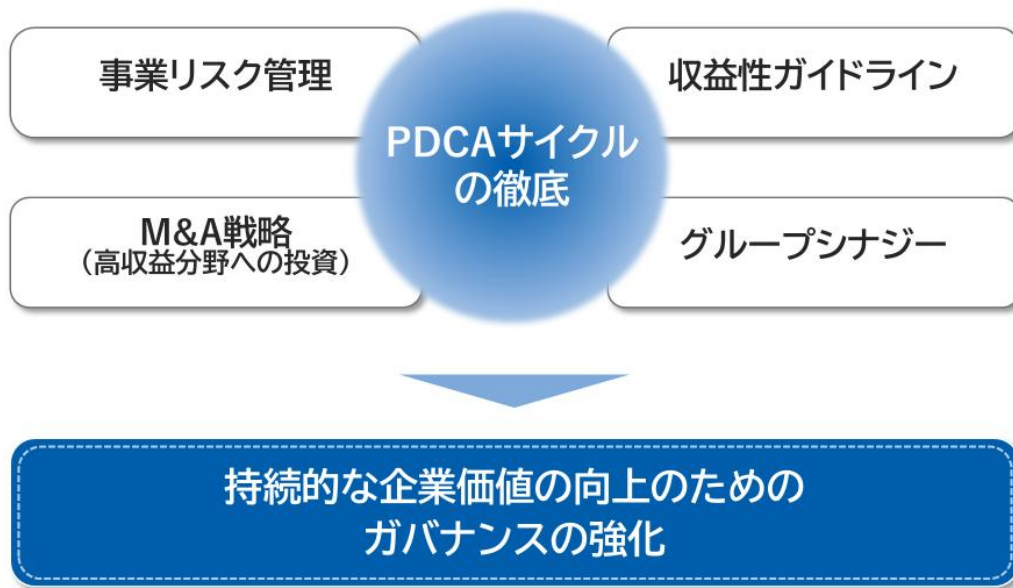 事業リスク管理
収益性ガイドライン
PDCAサイクル
の徹底
M&A戦略
（高収益分野への投資）
グループシナジー
持続的な企業価値の向上のための
ガバナンスの強化